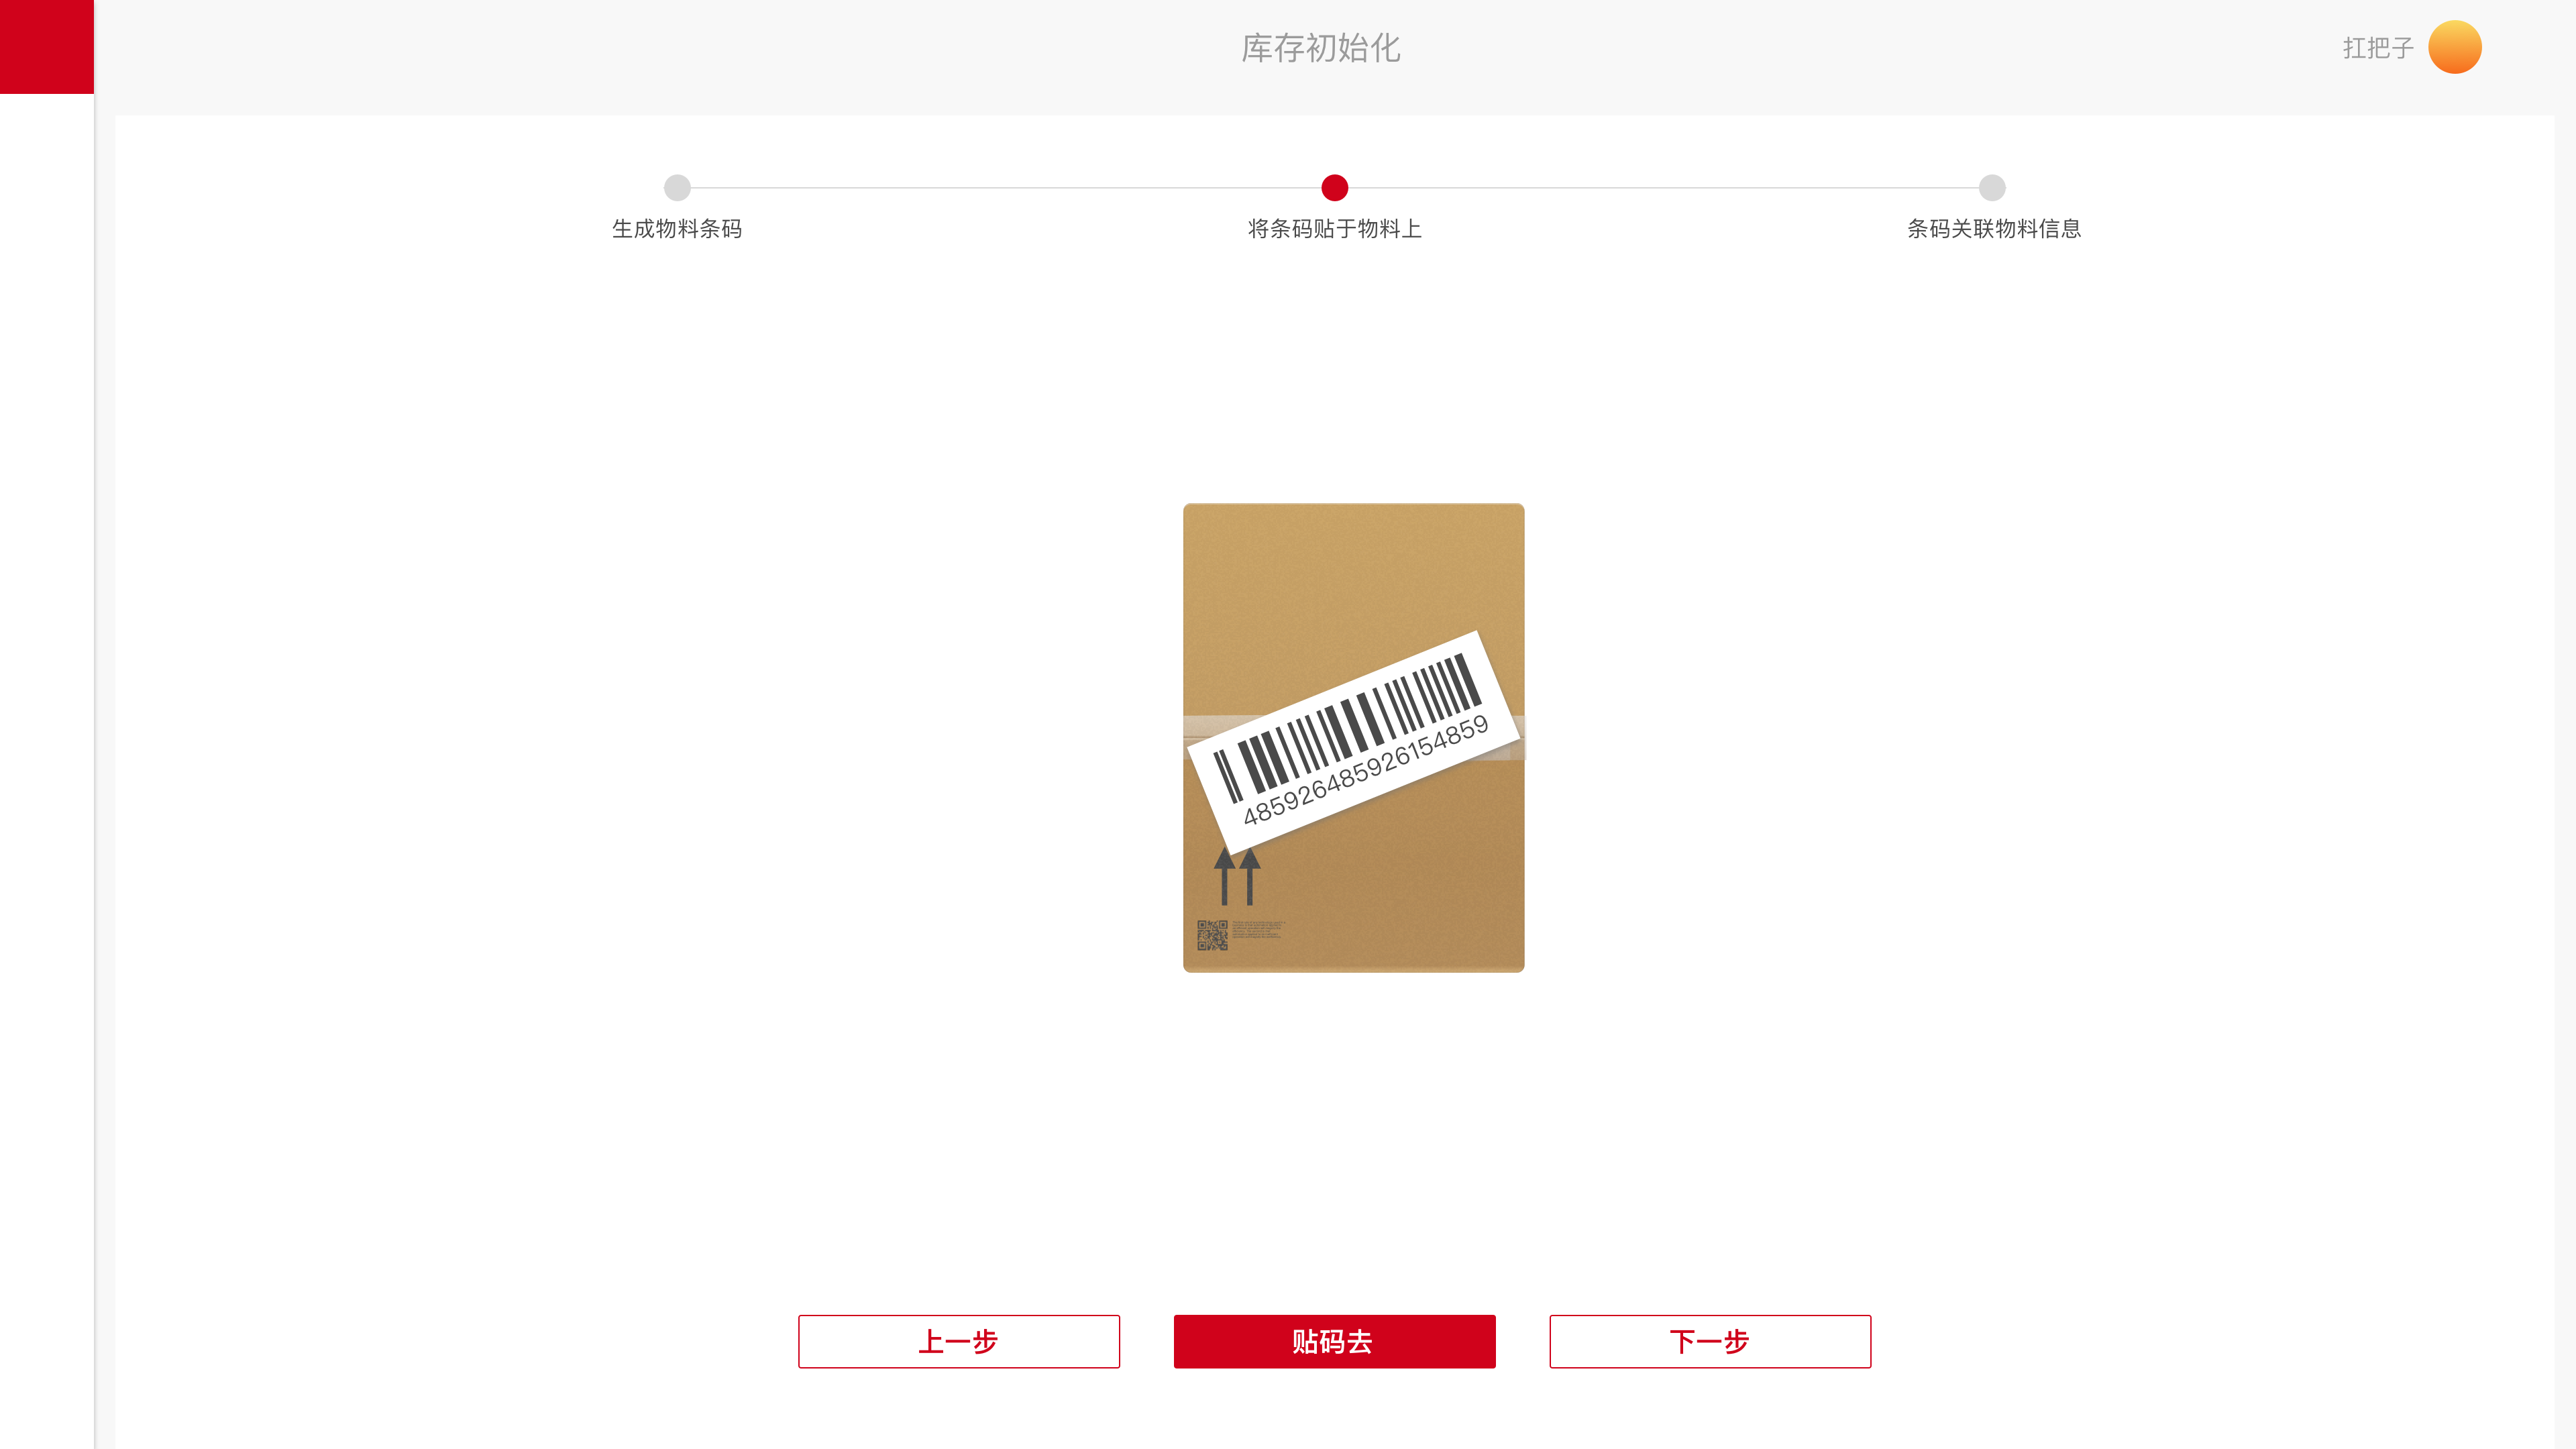 库存初始化
扛把子
生成物料条码
将条码贴于物料上
条码关联物料信息
485926485926154859
上一步
贴码去
下一步